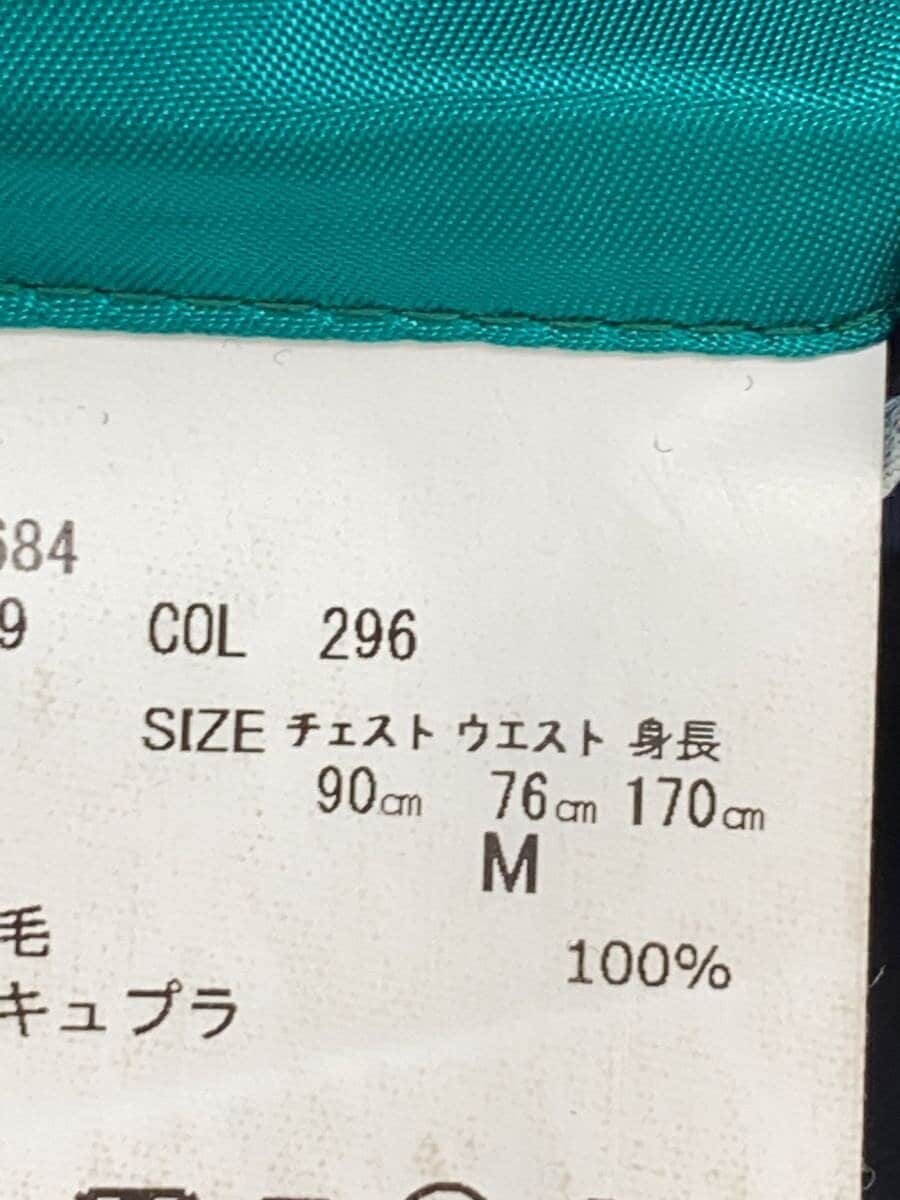 684
9 COL 296
SIZE チェスト ウエスト 身長
90cm 76cm 170cm
M
毛 100%
キュプラ